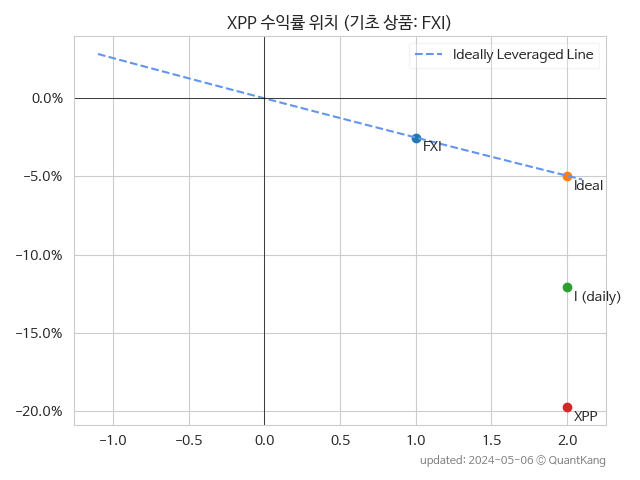 XPP 수익률 위치 (기초 상품: FXI)
Ideally Leveraged Line
0.0%
−5.0%
−10.0%
−15.0%
−20.0%
FXI
Ideal
I (daily)
XPP
−1.0 −0.5 0.0 0.5 1.0 1.5 2.0
updated: 2024-05-06 © QuantKang